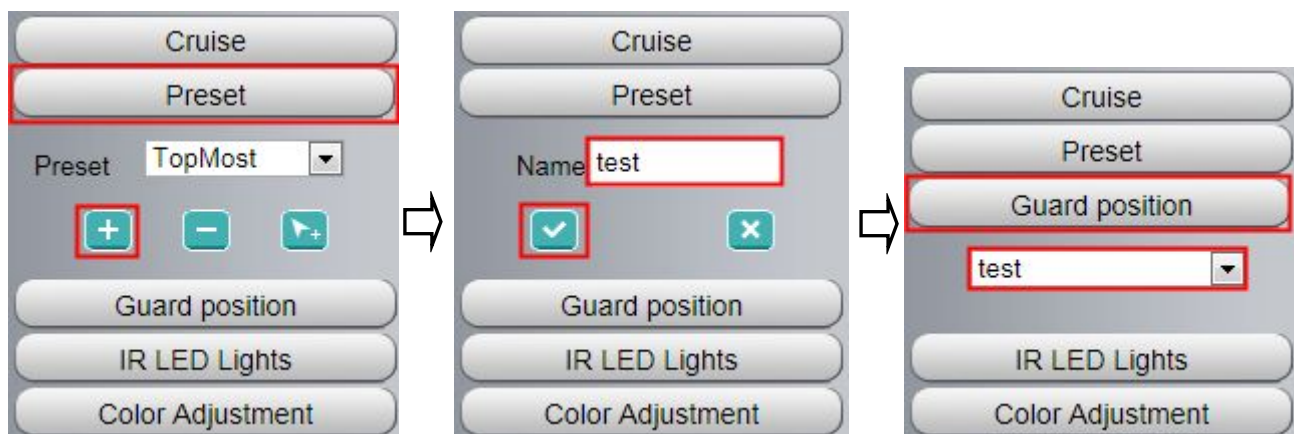 Cruise
Preset
Preset TopMost
Guard position
IR LED Lights
Color Adjustment
Cruise
Preset
Name test
Guard position
IR LED Lights
Color Adjustment
Cruise
Preset
Guard position
test
IR LED Lights
Color Adjustment